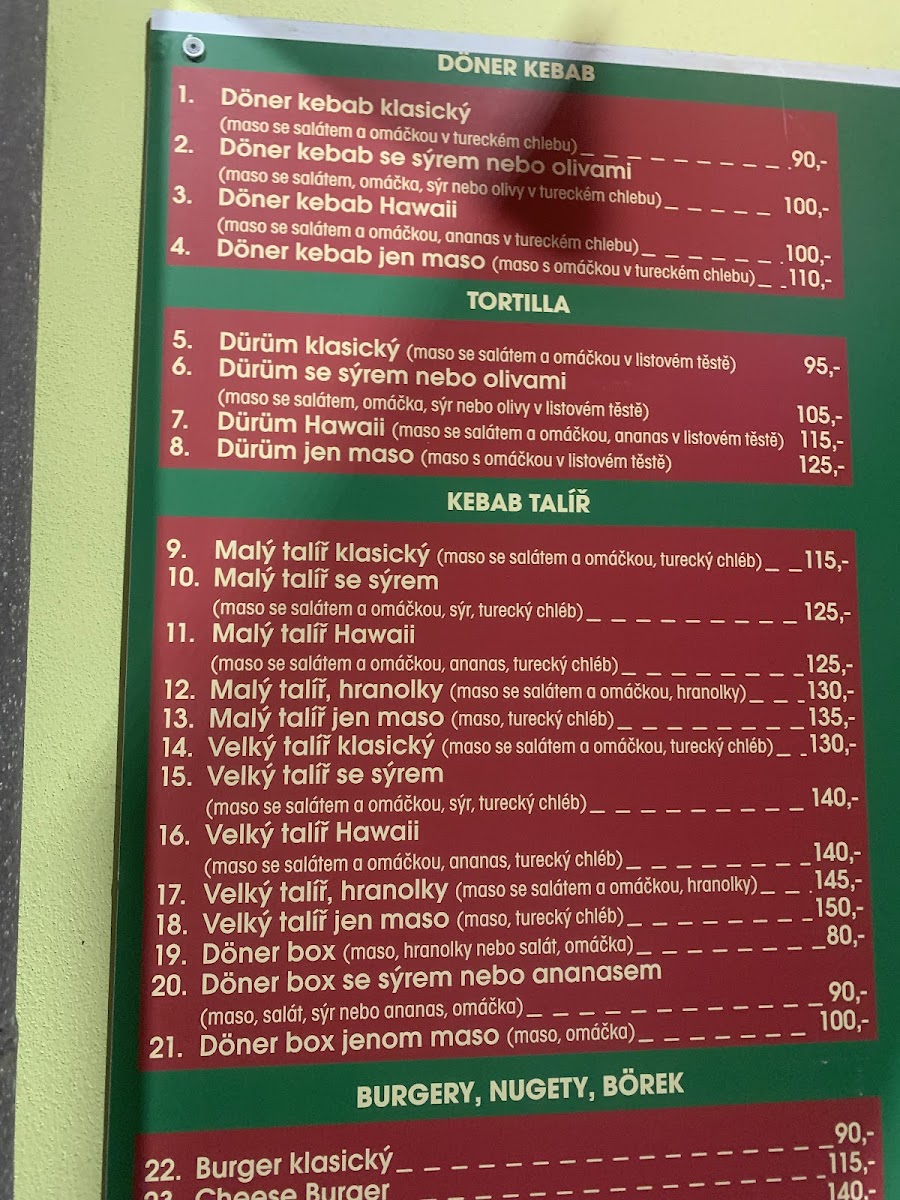 DÖNER KEBAB
1. Döner kebab klasický
(maso se salátem a omáčkou v tureckém chlebu) 90,-
2. Döner kebab se sýrem nebo olivami
(maso se salátem, omáčka, sýr nebo olivy v tureckém chlebu) 100,-
3. Döner kebab Hawaii
(maso se salátem a omáčkou, ananas v tureckém chlebu) 100,-
4. Döner kebab jen maso (maso s omáčkou v tureckém chlebu) 110,-
TORTILLA
5. Dürüm klasický (maso se salátem a omáčkou v listovém těstě) 95,-
6. Dürüm se sýrem nebo olivami
(maso se salátem, omáčka, sýr nebo olivy v listovém těstě) 105,-
7. Dürüm Hawaii (maso se salátem a omáčkou, ananas v listovém těstě) 115,-
8. Dürüm jen maso (maso s omáčkou v listovém těstě) 125,-
KEBAB TALÍŘ
9. Malý talíř klasický (maso se salátem a omáčkou, turecký chléb) 115,-
10. Malý talíř se sýrem
(maso se salátem a omáčkou, sýr, turecký chléb) 125,-
11. Malý talíř Hawaii
(maso se salátem a omáčkou, ananas, turecký chléb) 125,-
12. Malý talíř, hranolky (maso se salátem a omáčkou, hranolky) 130,-
13. Malý talíř jen maso (maso, turecký chléb) 135,-
14. Velký talíř klasický (maso se salátem a omáčkou, turecký chléb) 130,-
15. Velký talíř se sýrem
(maso se salátem a omáčkou, sýr, turecký chléb) 140,-
16. Velký talíř Hawaii
(maso se salátem a omáčkou, ananas, turecký chléb) 140,-
17. Velký talíř, hranolky (maso se salátem a omáčkou, hranolky) 145,-
18. Velký talíř jen maso (maso, turecký chléb) 150,-
19. Döner box (maso, hranolky nebo salát, omáčka) 80,-
20. Döner box se sýrem nebo ananasem
(maso, salát, sýr nebo ananas, omáčka) 90,-
21. Döner box jenom maso (maso, omáčka) 100,-
BURGERY, NUGETY, BÖREK
22. Burger klasický 90,-
23. Cheese Burger 115,-
140,-